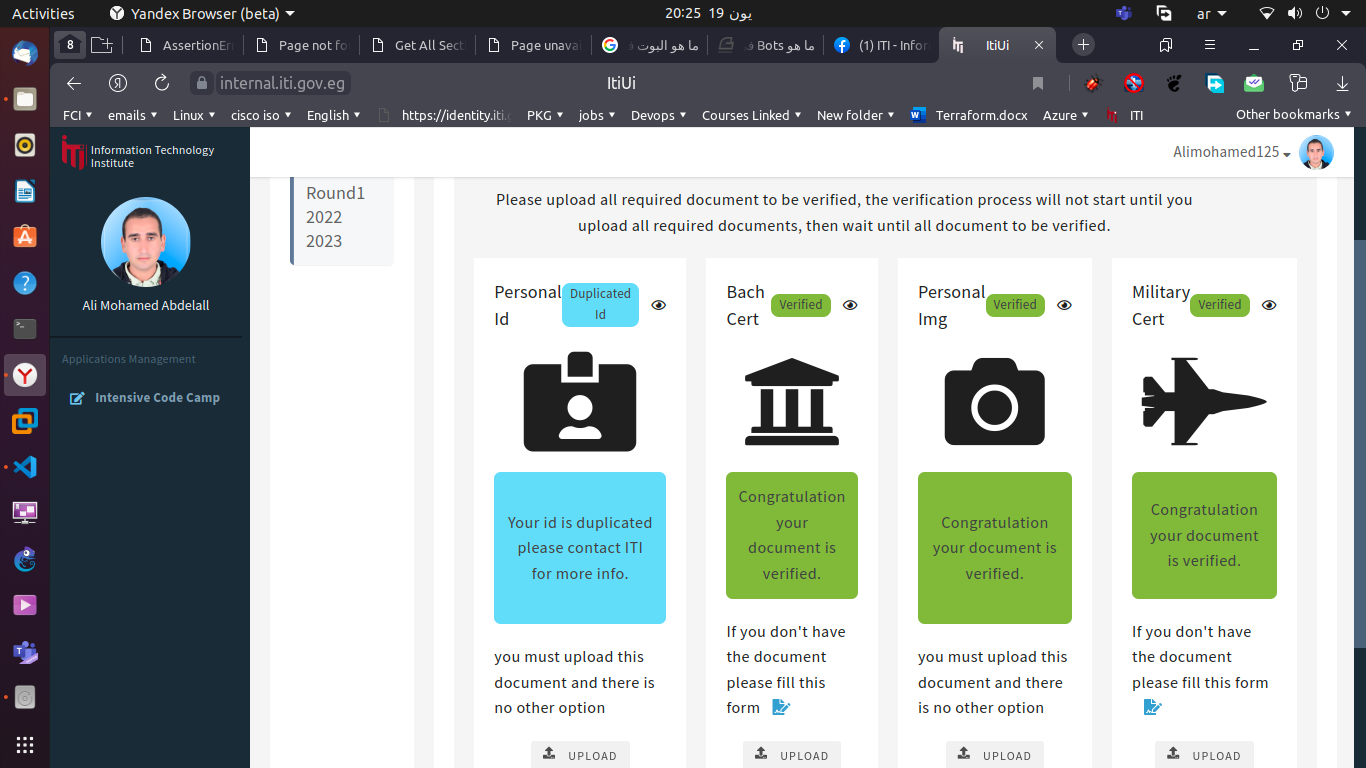 Activities
Yandex Browser (beta)
20:25 19 يون
ar
8
AssertionEr
Page not fo
Get All Sect
Page unava
ما هو البوت ف
ما هو Bots فو
(1) ITI - Infor
ItiUi
internal.iti.gov.eg
ItiUi
FCI
emails
Linux
cisco iso
English
https://identity.iti.g
PKG
jobs
Devops
Courses Linked
New folder
Terraform.docx
Azure
ITI
Other bookmarks
Information Technology
Institute
Alimohamed125
Ali Mohamed Abdelall
Applications Management
Intensive Code Camp
Round1
2022
2023
Please upload all required document to be verified, the verification process will not start until you
upload all required documents, then wait until all document to be verified.
Personal
Id
Duplicated
Id
Your id is duplicated
please contact ITI
for more info.
you must upload this
document and there is
no other option
UPLOAD
Bach
Cert
Verified
Congratulation
your
document is
verified.
If you don't have
the document
please fill this
form
UPLOAD
Personal
Img
Verified
Congratulation
your document is
verified.
you must upload this
document and there
is no other option
UPLOAD
Military
Cert
Verified
Congratulation
your document
is verified.
If you don't have
the document
please fill this form
UPLOAD